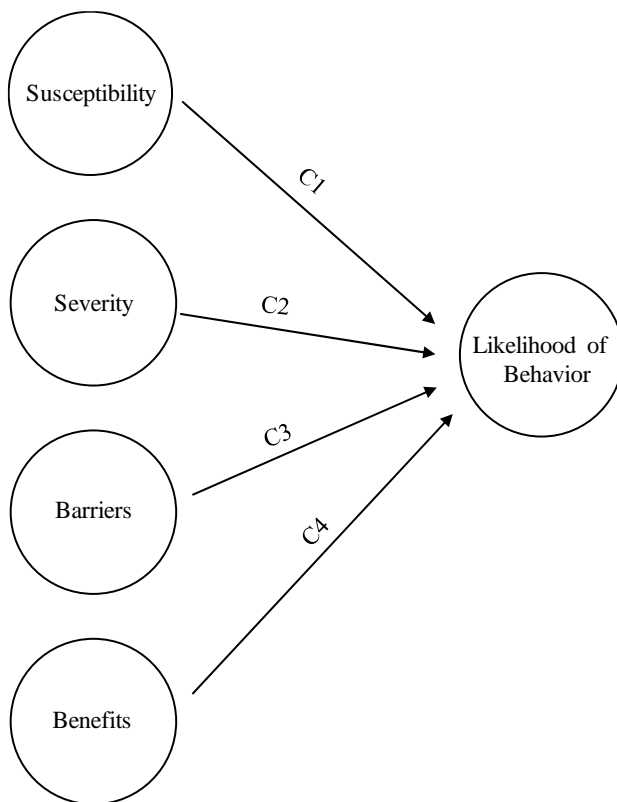 Susceptibility
C1
Severity
C2
Likelihood of
Behavior
Barriers
C3
C4
Benefits